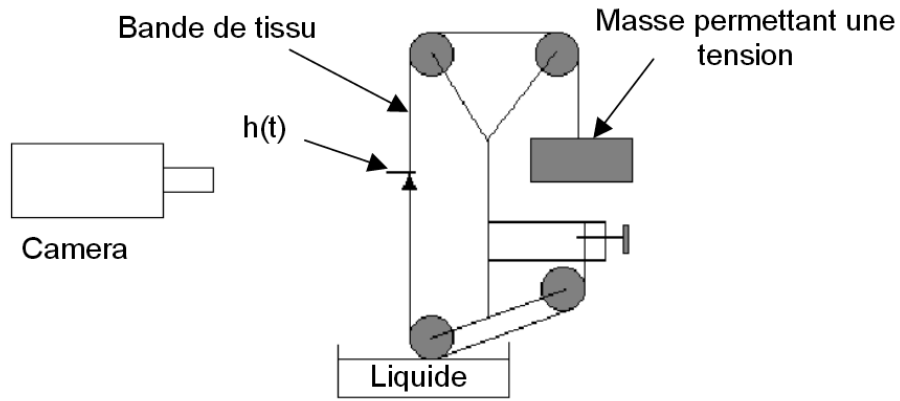 Bande de tissu
Masse permettant une
tension
h(t)
Camera
Liquide